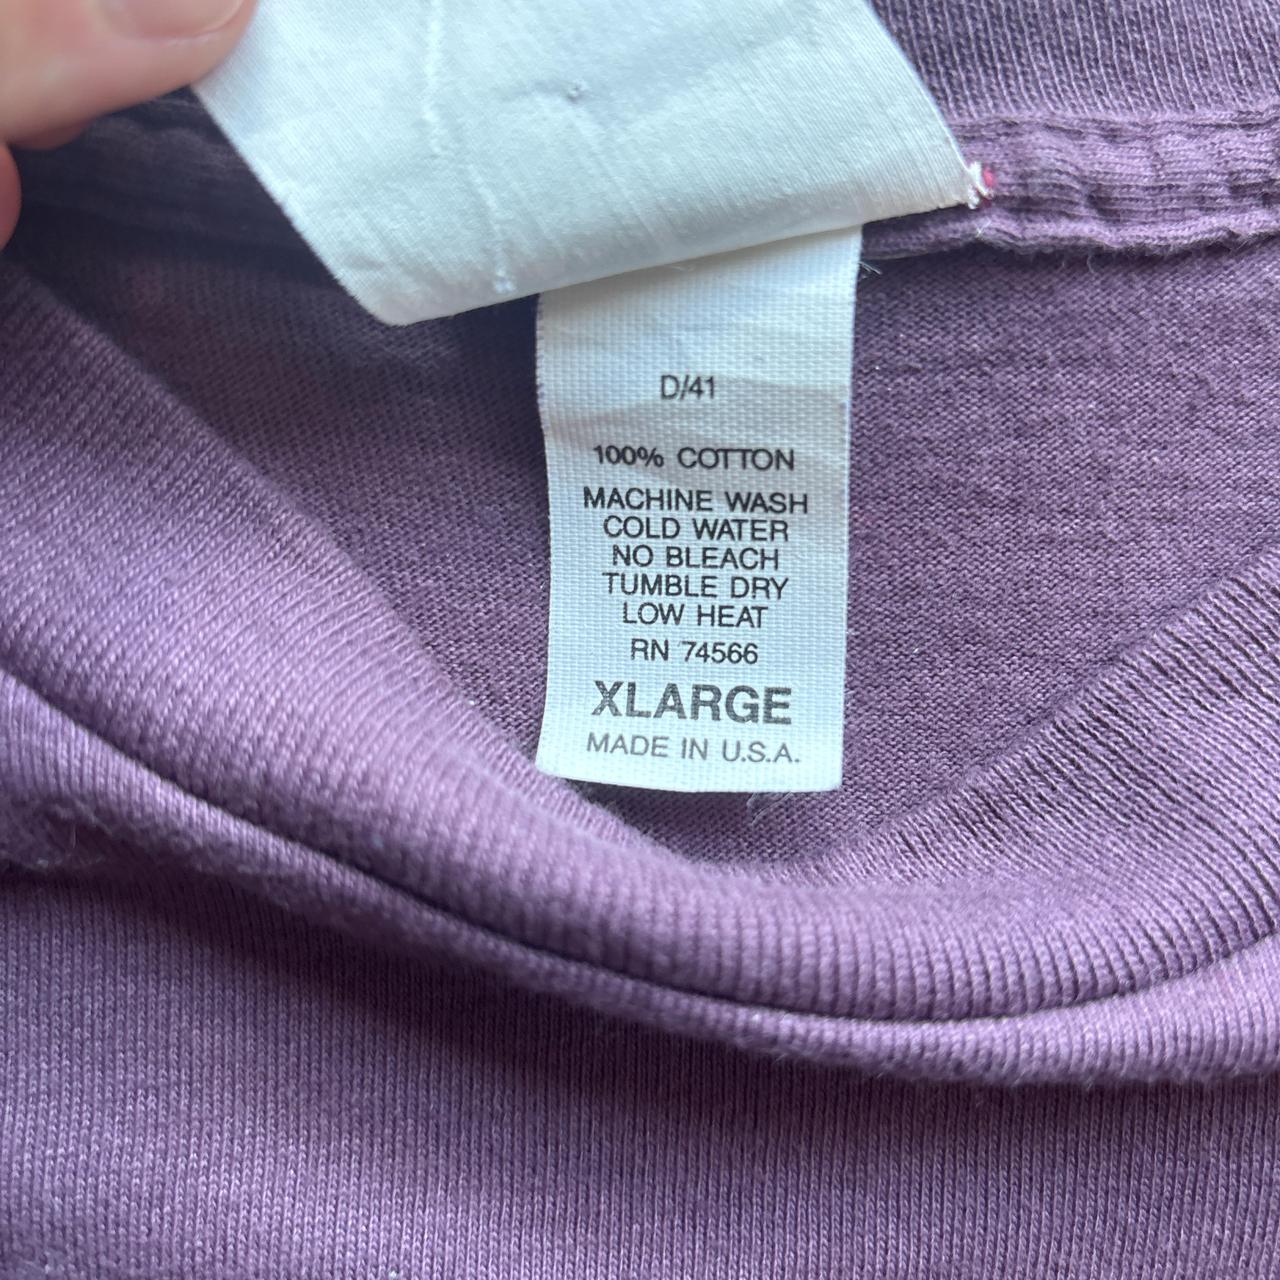 D/41
100% COTTON
MACHINE WASH
COLD WATER
NO BLEACH
TUMBLE DRY
LOW HEAT
RN 74566
XLARGE
MADE IN U.S.A.